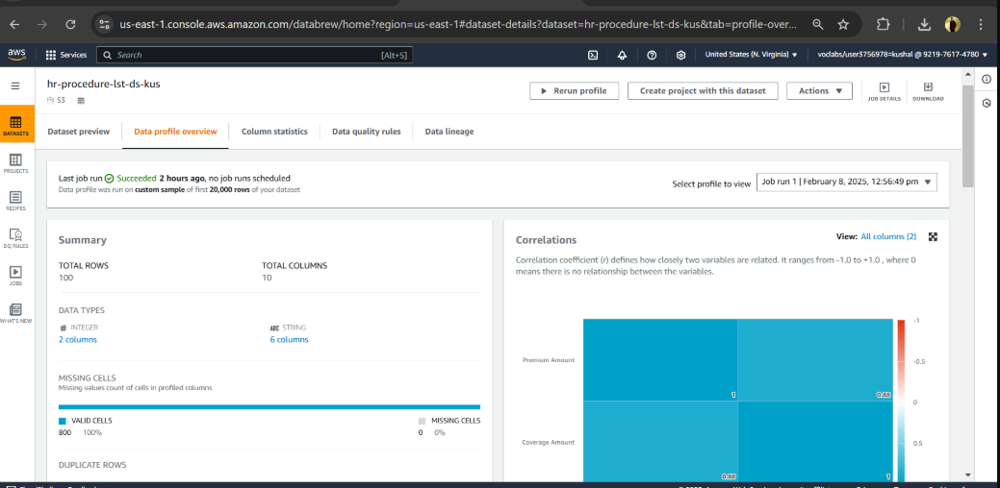 us-east-1.console.aws.amazon.com/databrew/home?region=us-east-1#dataset-details?dataset=hr-procedure-lst-ds-kus&tab=profile-over...
aws
Services
Search
[Alt+S]
United States (N. Virginia) ▼
voclabs/user3756978=kushal @ 9219-7617-4780 ▼
DATASETS
PROJECTS
RECIPES
DQ RULES
JOBS
WHAT'S NEW
hr-procedure-lst-ds-kus
S3
Rerun profile
Create project with this dataset
Actions ▼
JOB DETAILS
DOWNLOAD
Dataset preview
Data profile overview
Column statistics
Data quality rules
Data lineage
Last job run Succeeded 2 hours ago, no job runs scheduled
Data profile was run on custom sample of first 20,000 rows of your dataset
Select profile to view
Job run 1 | February 8, 2025, 12:56:49 pm ▼
Summary
TOTAL ROWS
100
TOTAL COLUMNS
10
DATA TYPES
# INTEGER
2 columns
ABC STRING
6 columns
MISSING CELLS
Missing values count of cells in profiled columns
VALID CELLS
800 100%
MISSING CELLS
0 0%
DUPLICATE ROWS
Correlations
View: All columns (2)
Correlation coefficient (r) defines how closely two variables are related. It ranges from -1.0 to +1.0 , where 0
means there is no relationship between the variables.
Premium Amount
1
0.88
Coverage Amount
0.88
1
-1
-0.5
0
0.5